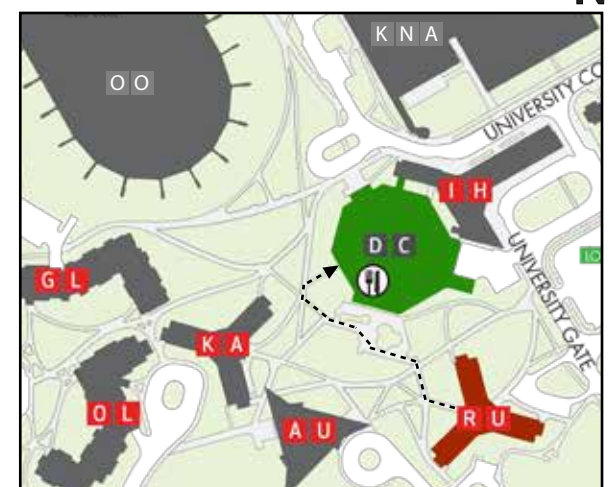 K N A
O O
UNIVERSITY CO
I H
D C
UNIVERSITY GATE
G L
K A
O L
A U
R U